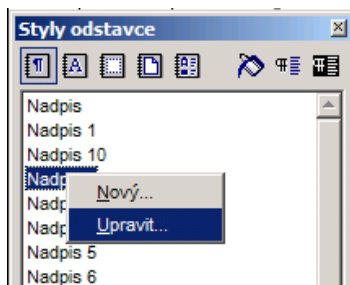 Styly odstavce
Nadpis
Nadpis 1
Nadpis 10
Nový...
Upravit...
Nadpis 5
Nadpis 6